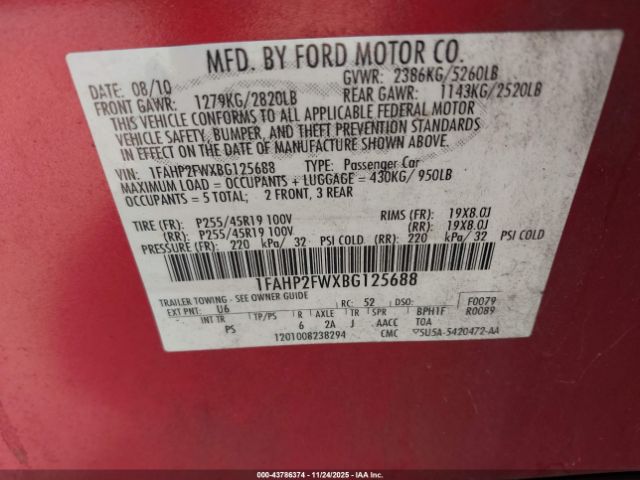 MFD. BY FORD MOTOR CO.
DATE: 08/10 GVWR: 2386KG/5260LB
FRONT GAWR: 1279KG/2820LB REAR GAWR: 1143KG/2520LB
THIS VEHICLE CONFORMS TO ALL APPLICABLE FEDERAL MOTOR
VEHICLE SAFETY, BUMPER, AND THEFT PREVENTION STANDARDS
IN EFFECT ON THE DATE OF MANUFACTURE SHOWN ABOVE.
VIN: 1FAHP2FWXBG125688 TYPE: Passenger Car
MAXIMUM LOAD = OCCUPANTS + LUGGAGE = 430KG/ 950LB
OCCUPANTS = 5 TOTAL; 2 FRONT, 3 REAR
TIRE (FR): P255/45R19 100V RIMS (FR): 19X8.0J
(RR): P255/45R19 100V (RR): 19X8.0J
PRESSURE (FR): 220 kPa/ 32 PSI COLD (RR): 220 kPa/ 32 PSI COLD
1FAHP2FWXBG125688
TRAILER TOWING - SEE OWNER GUIDE RC: 52 DSO: F0079
EXT PNT: U6 BPH1F R0089
INT TR TP/PS R AXLE TR SPR TOA
PS 6 2A J AACC
1201008238294 CMC 5U5A-5420472-AA
000-43786374 - 11/24/2025 - IAAI.COM